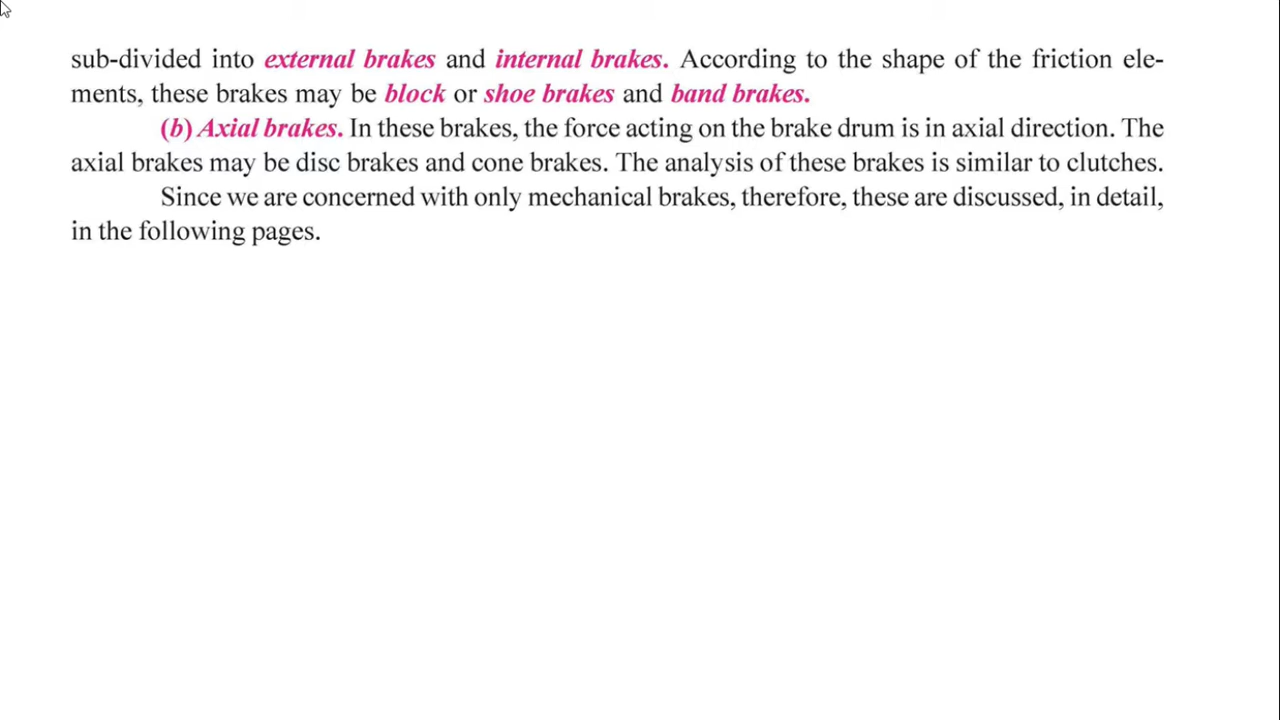 sub-divided into external brakes and internal brakes. According to the shape of the friction ele-
ments, these brakes may be block or shoe brakes and band brakes.
(b) Axial brakes. In these brakes, the force acting on the brake drum is in axial direction. The
axial brakes may be disc brakes and cone brakes. The analysis of these brakes is similar to clutches.
Since we are concerned with only mechanical brakes, therefore, these are discussed, in detail,
in the following pages.